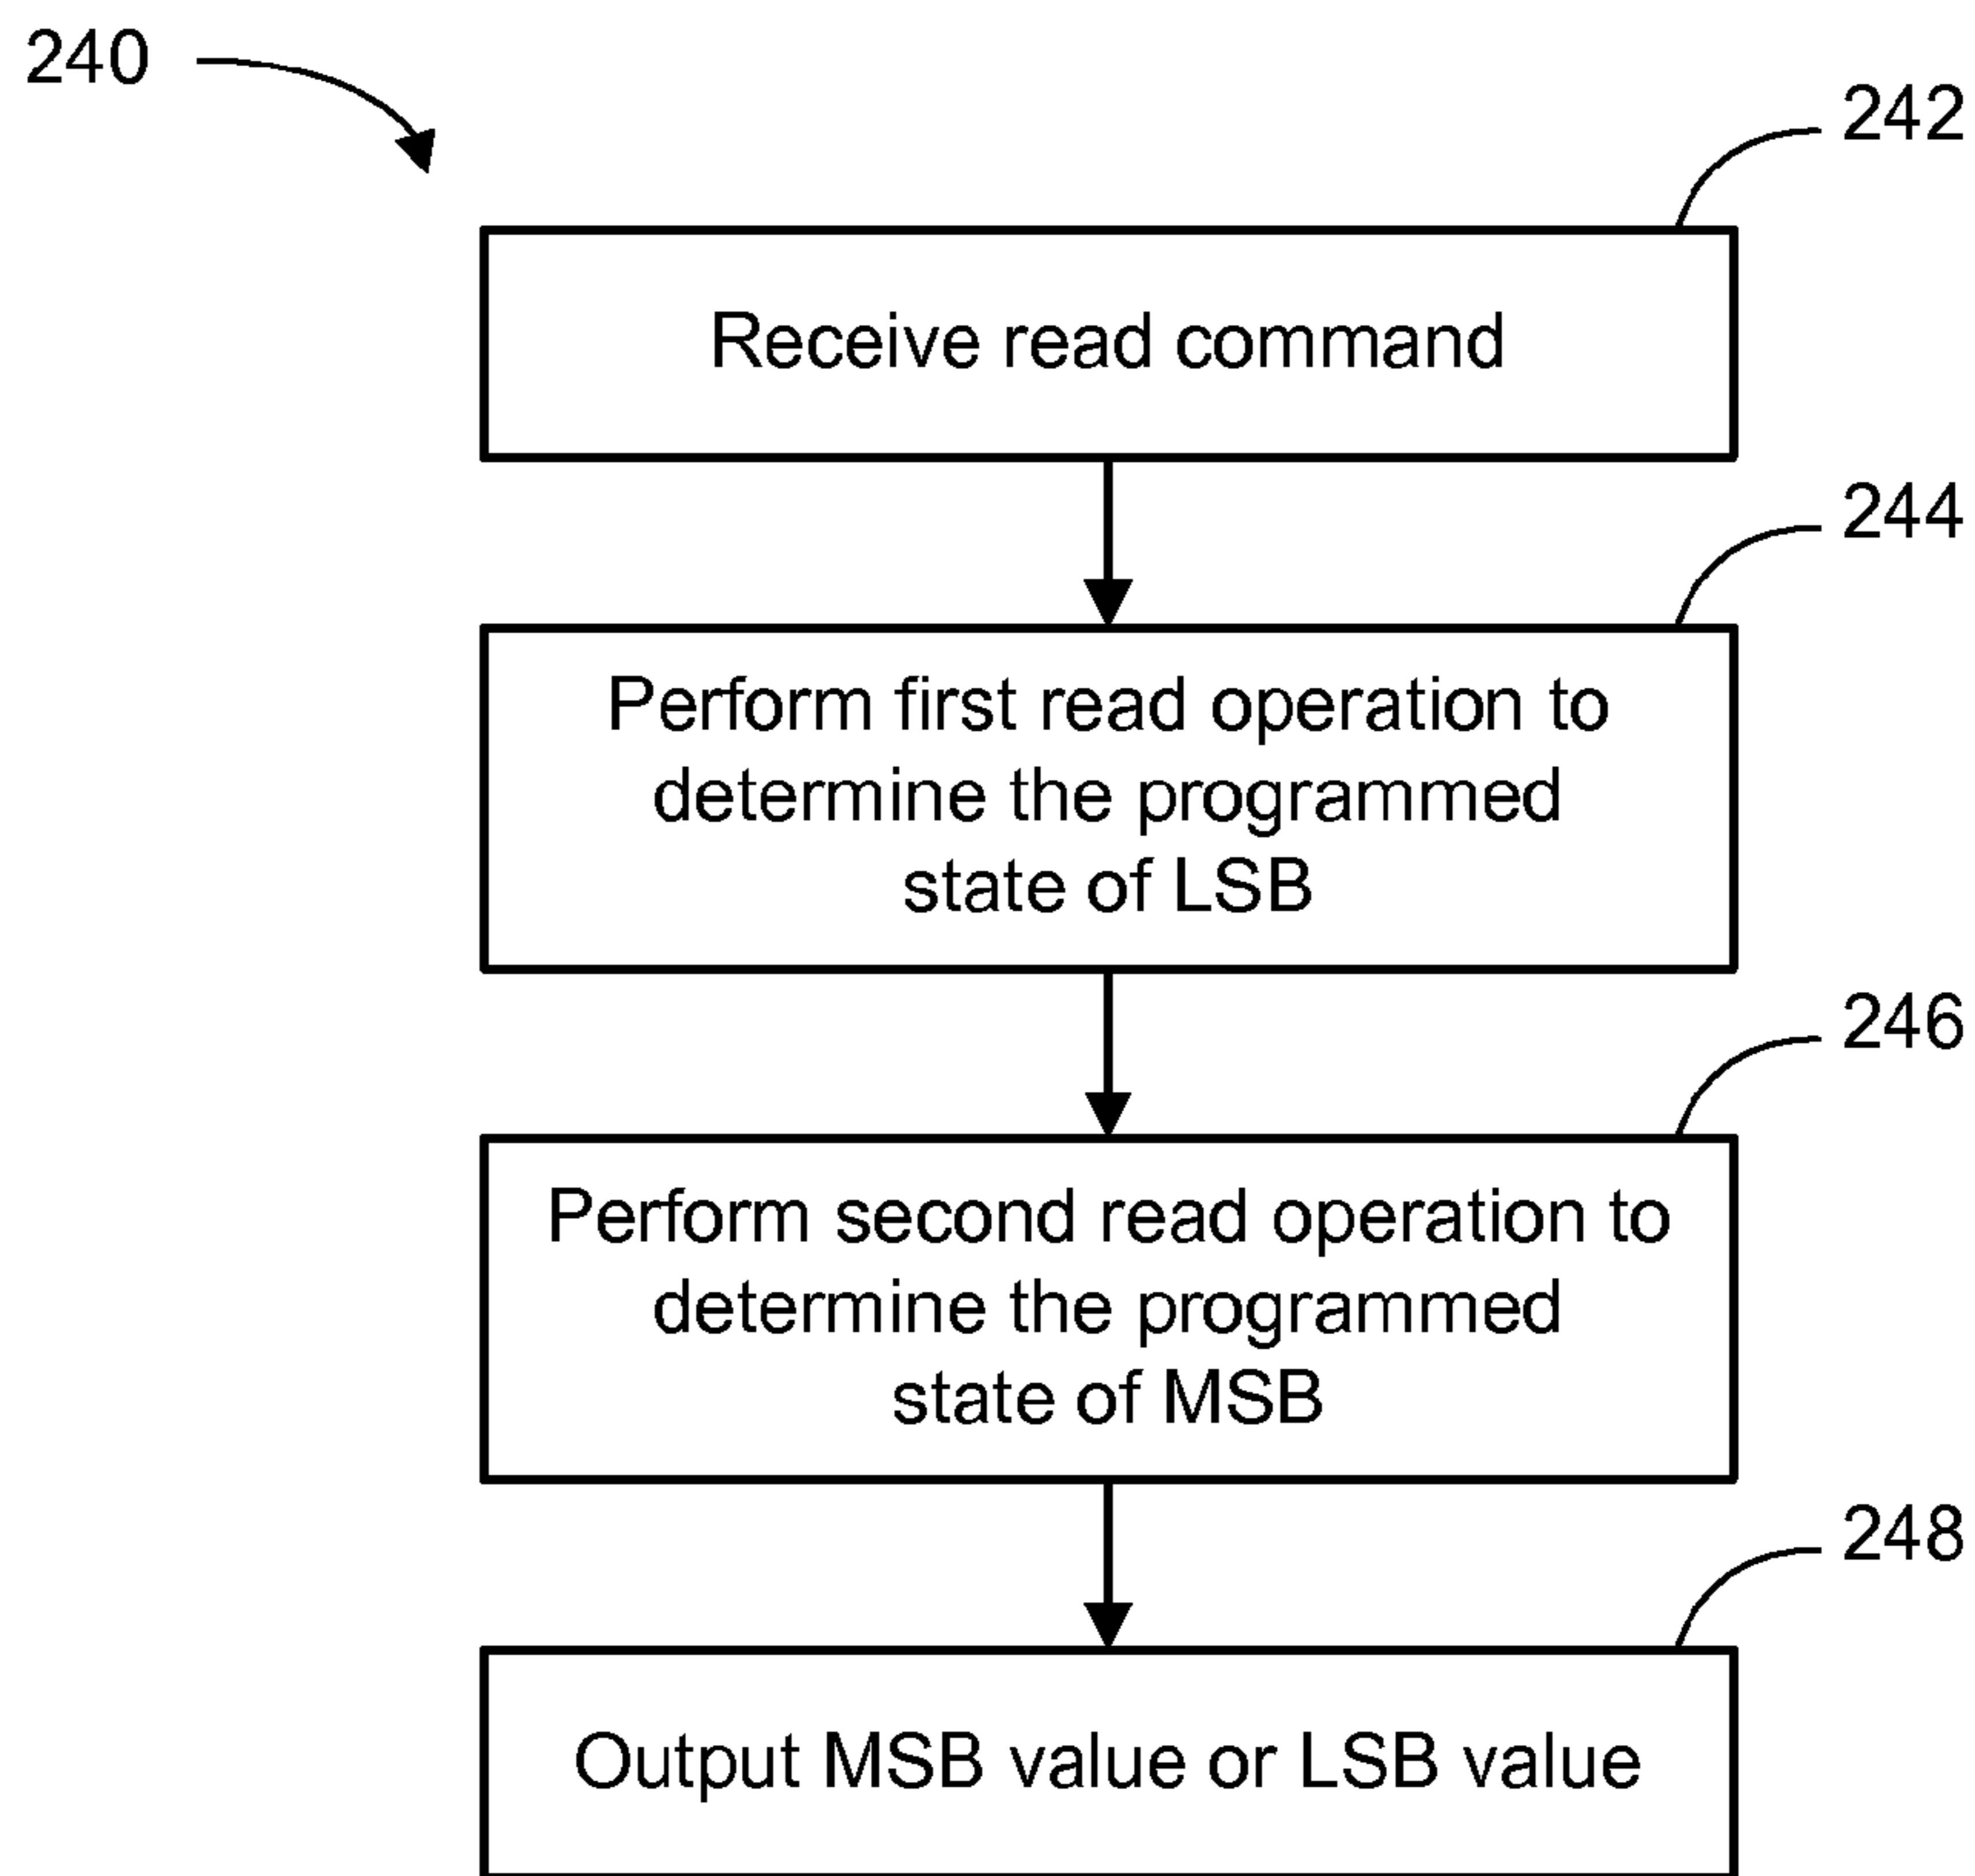 240
242
Receive read command
244
Perform first read operation to
determine the programmed
state of LSB
246
Perform second read operation to
determine the programmed
state of MSB
248
Output MSB value or LSB value